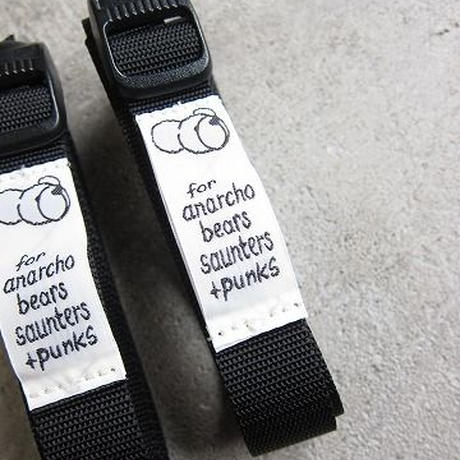 for
anarcho
bears
saunters
+punks
for
anarcho
bears
saunters
+punks